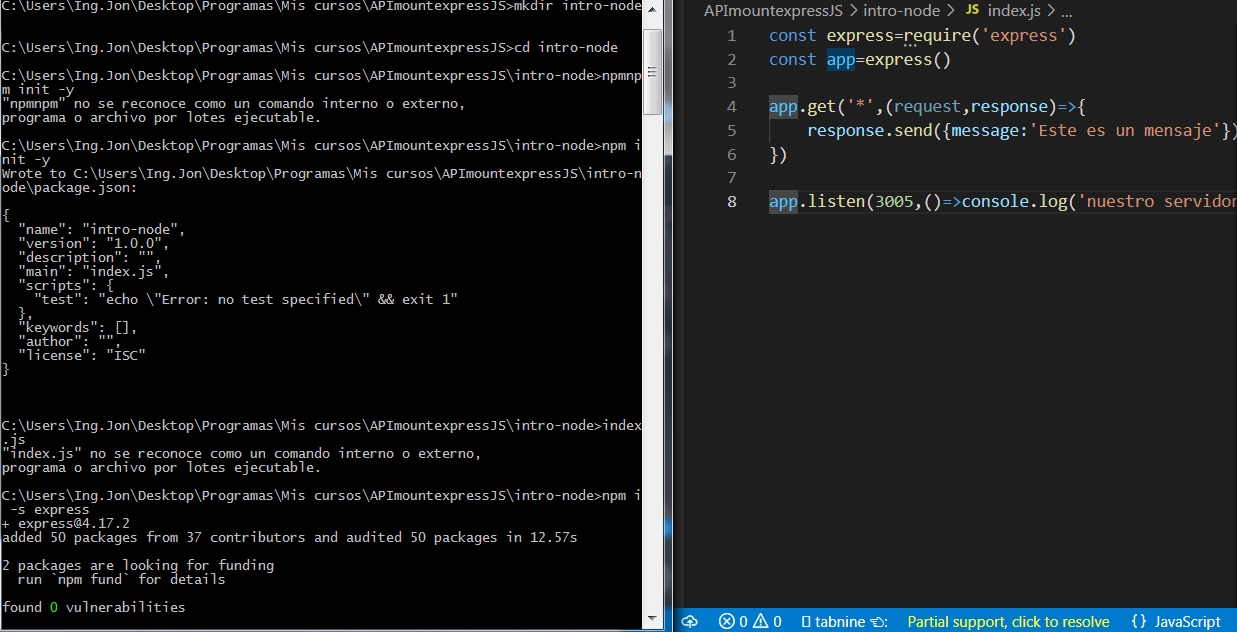 C:\Users\Ing.Jon\Desktop\Programas\Mis cursos\APImountexpressJS>mkdir intro-node
C:\Users\Ing.Jon\Desktop\Programas\Mis cursos\APImountexpressJS>cd intro-node
C:\Users\Ing.Jon\Desktop\Programas\Mis cursos\APImountexpressJS\intro-node>npmnp
m init -y
"npmnpm" no se reconoce como un comando interno o externo,
programa o archivo por lotes ejecutable.
C:\Users\Ing.Jon\Desktop\Programas\Mis cursos\APImountexpressJS\intro-node>npm i
nit -y
Wrote to C:\Users\Ing.Jon\Desktop\Programas\Mis cursos\APImountexpressJS\intro-n
ode\package.json:
{
  "name": "intro-node",
  "version": "1.0.0",
  "description": "",
  "main": "index.js",
  "scripts": {
    "test": "echo \"Error: no test specified\" && exit 1"
  },
  "keywords": [],
  "author": "",
  "license": "ISC"
}
C:\Users\Ing.Jon\Desktop\Programas\Mis cursos\APImountexpressJS\intro-node>index
.js
"index.js" no se reconoce como un comando interno o externo,
programa o archivo por lotes ejecutable.
C:\Users\Ing.Jon\Desktop\Programas\Mis cursos\APImountexpressJS\intro-node>npm i
 -s express
+ express@4.17.2
added 50 packages from 37 contributors and audited 50 packages in 12.57s
2 packages are looking for funding
  run `npm fund` for details
found 0 vulnerabilities
APImountexpressJS > intro-node > JS index.js > ...
1 const express=require('express')
2 const app=express()
3
4 app.get('*',(request,response)=>{
5     response.send({message:'Este es un mensaje'})
6 })
7
8 app.listen(3005,()=>console.log('nuestro servidor
0 0 tabnine Partial support, click to resolve {} JavaScript